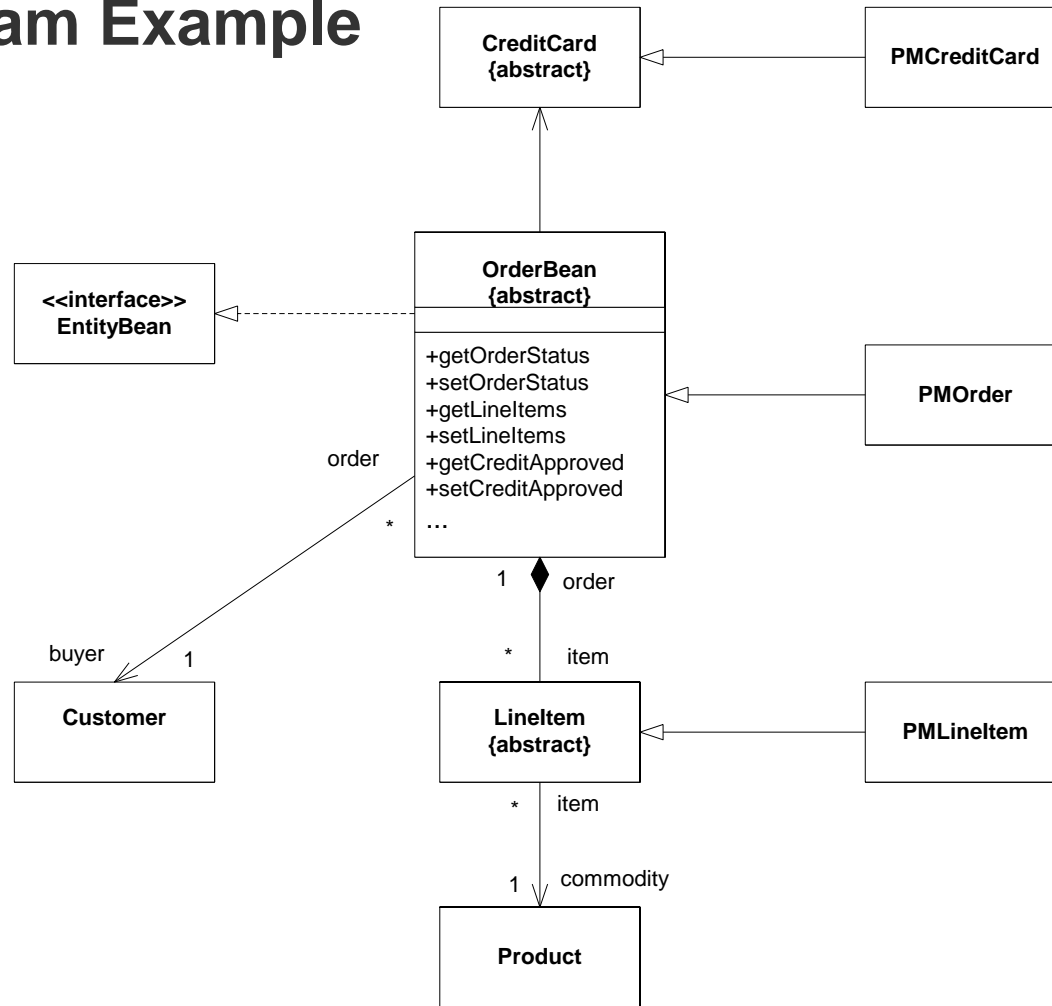 am Example
CreditCard
{abstract}
PMCreditCard
<<interface>>
EntityBean
OrderBean
{abstract}
+getOrderStatus
+setOrderStatus
+getLineItems
+setLineItems
+getCreditApproved
+setCreditApproved
...
PMOrder
order
*
buyer
1
Customer
1
order
*
item
LineItem
{abstract}
PMLineItem
*
item
1
commodity
Product